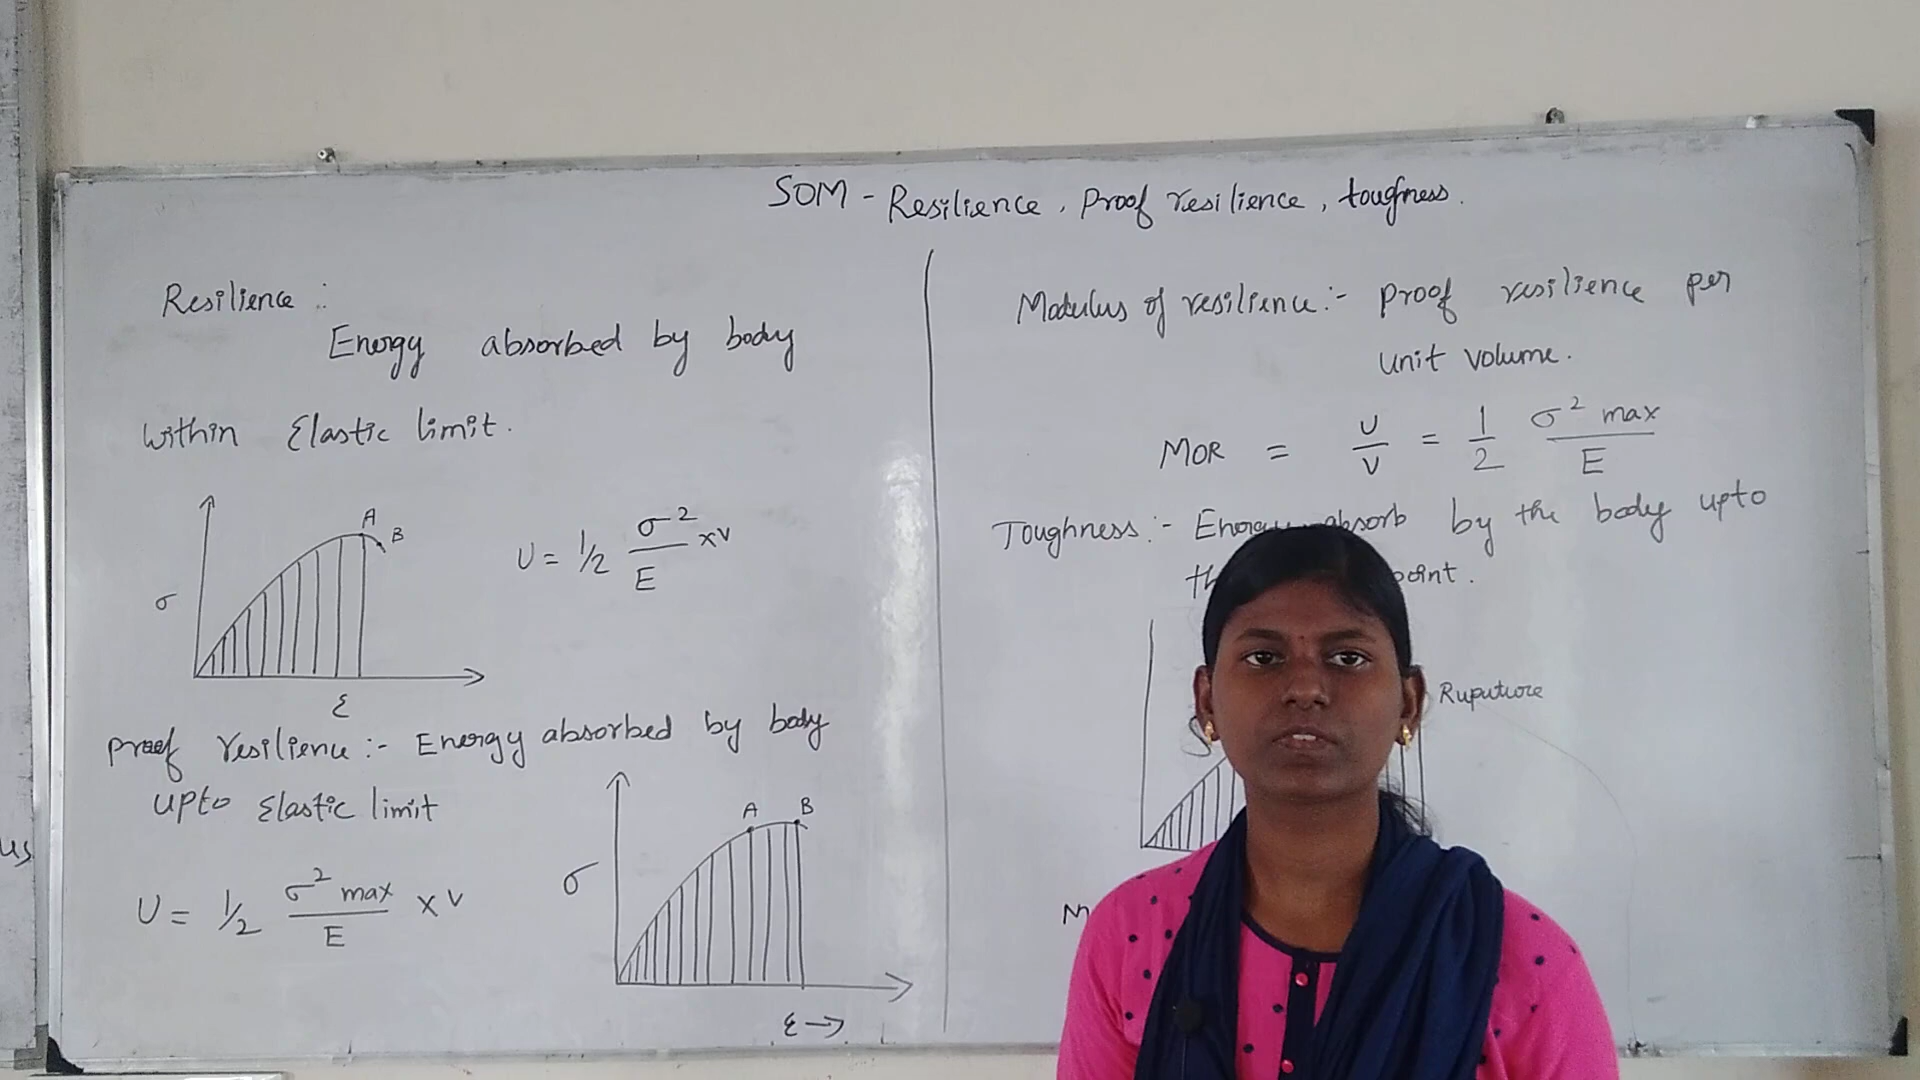 SOM - Resilience, Proof resilience, toughness.
Resilience :
Energy absorbed by body
within Elastic limit.
A
B
σ
ε
U = 1/2 σ² / E x v
proof resilience :- Energy absorbed by body
upto Elastic limit
U = 1/2 σ² max / E x v
A
B
σ
ε →
Modulus of resilience :- Proof resilience per
unit volume.
MOR = U/V = 1/2 σ² max / E
Toughness :- absorb by the body upto
point.
Ruputure
us